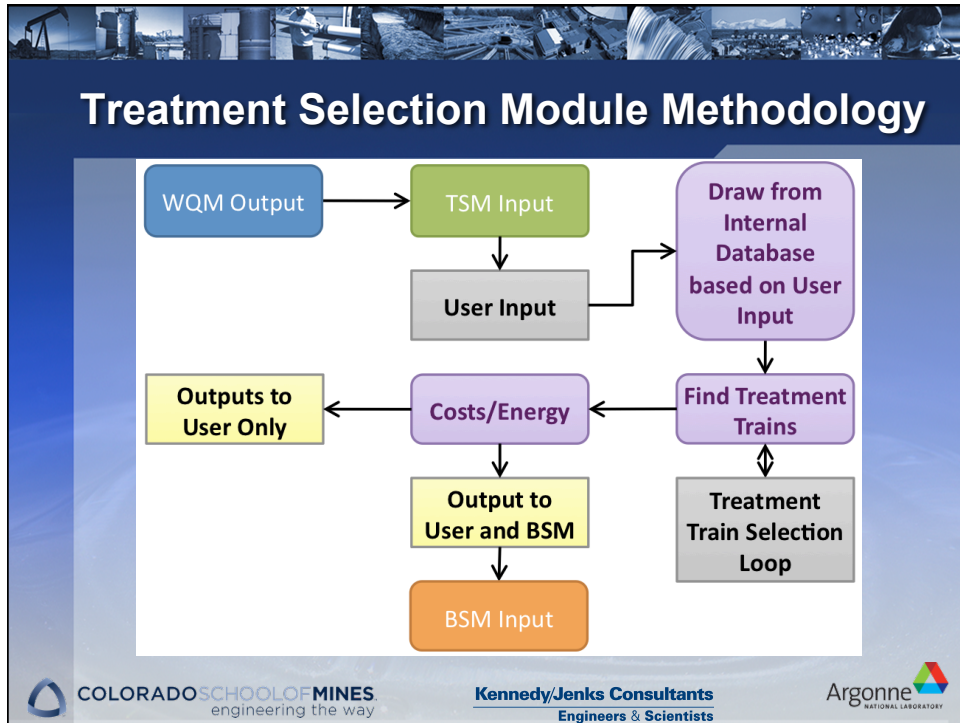 Treatment Selection Module Methodology
WQM Output
TSM Input
Draw from
Internal
Database
based on User
Input
User Input
Outputs to
User Only
Costs/Energy
Find Treatment
Trains
Output to
User and BSM
Treatment
Train Selection
Loop
BSM Input
COLORADOSCHOOLOFMINES
engineering the way
Kennedy/Jenks Consultants
Engineers & Scientists
Argonne
NATIONAL LABORATORY